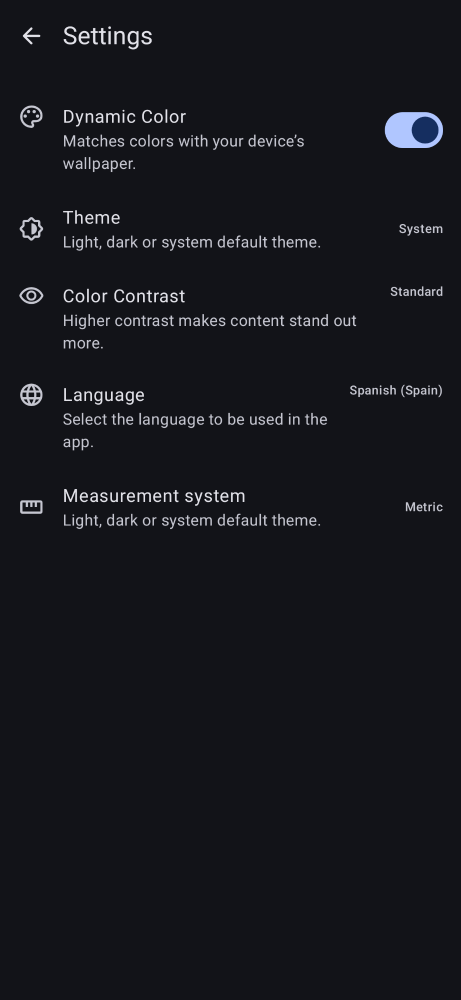 Settings
Dynamic Color
Matches colors with your device’s
wallpaper.
Theme
Light, dark or system default theme.
System
Color Contrast
Higher contrast makes content stand out
more.
Standard
Language
Select the language to be used in the
app.
Spanish (Spain)
Measurement system
Light, dark or system default theme.
Metric